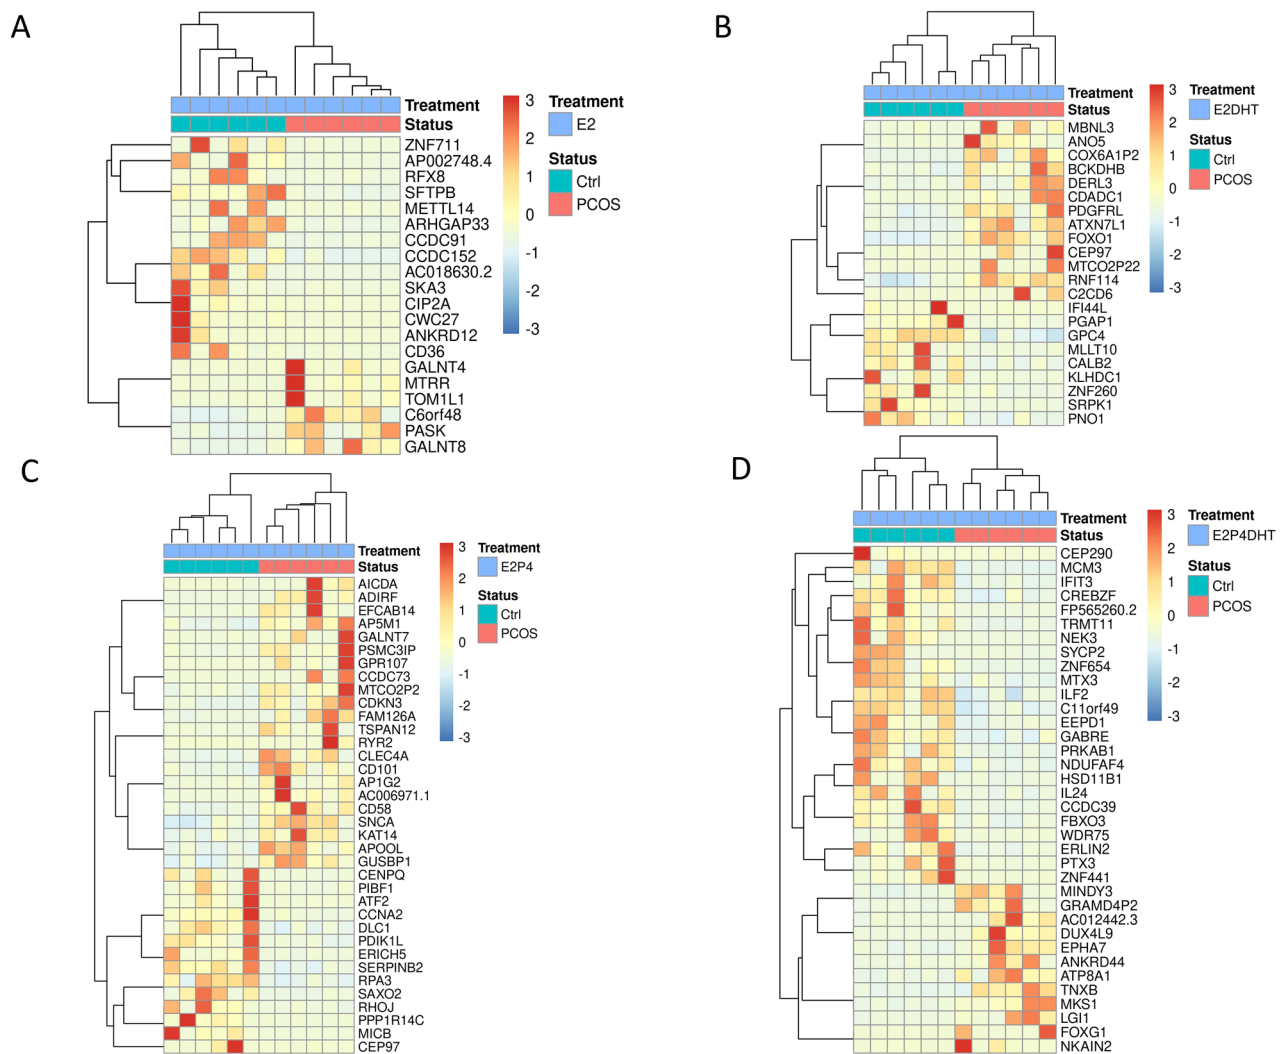 A
Treatment
Status
ZNF711
AP002748.4
RFX8
SFTPB
METTL14
ARHGAP33
CCDC91
CCDC152
AC018630.2
SKA3
CIP2A
CWC27
ANKRD12
CD36
GALNT4
MTRR
TOM1L1
C6orf48
PASK
GALNT8
3
2
1
0
-1
-2
-3
Treatment
E2
Status
Ctrl
PCOS
B
Treatment
Status
MBNL3
ANO5
COX6A1P2
BCKDHB
DERL3
CDADC1
PDGFRL
ATXN7L1
FOXO1
CEP97
MTCO2P22
RNF114
C2CD6
IFI44L
PGAP1
GPC4
MLLT10
CALB2
KLHDC1
ZNF260
SRPK1
PNO1
3
2
1
0
-1
-2
-3
Treatment
E2DHT
Status
Ctrl
PCOS
C
Treatment
Status
AICDA
ADIRF
EFCAB14
AP5M1
GALNT7
PSMC3IP
GPR107
CCDC73
MTCO2P2
CDKN3
FAM126A
TSPAN12
RYR2
CLEC4A
CD101
AP1G2
AC006971.1
CD58
SNCA
KAT14
APOOL
GUSBP1
CENPQ
PIBF1
ATF2
CCNA2
DLC1
PDIK1L
ERICH5
SERPINB2
RPA3
SAXO2
RHOJ
PPP1R14C
MICB
CEP97
3
2
1
0
-1
-2
-3
Treatment
E2P4
Status
Ctrl
PCOS
D
Treatment
Status
CEP290
MCM3
IFIT3
CREBZF
FP565260.2
TRMT11
NEK3
SYCP2
ZNF654
MTX3
ILF2
C11orf49
EEPD1
GABRE
PRKAB1
NDUFAF4
HSD11B1
IL24
CCDC39
FBXO3
WDR75
ERLIN2
PTX3
ZNF441
MINDY3
GRAMD4P2
AC012442.3
DUX4L9
EPHA7
ANKRD44
ATP8A1
TNXB
MKS1
LGI1
FOXG1
NKAIN2
3
2
1
0
-1
-2
-3
Treatment
E2P4DHT
Status
Ctrl
PCOS